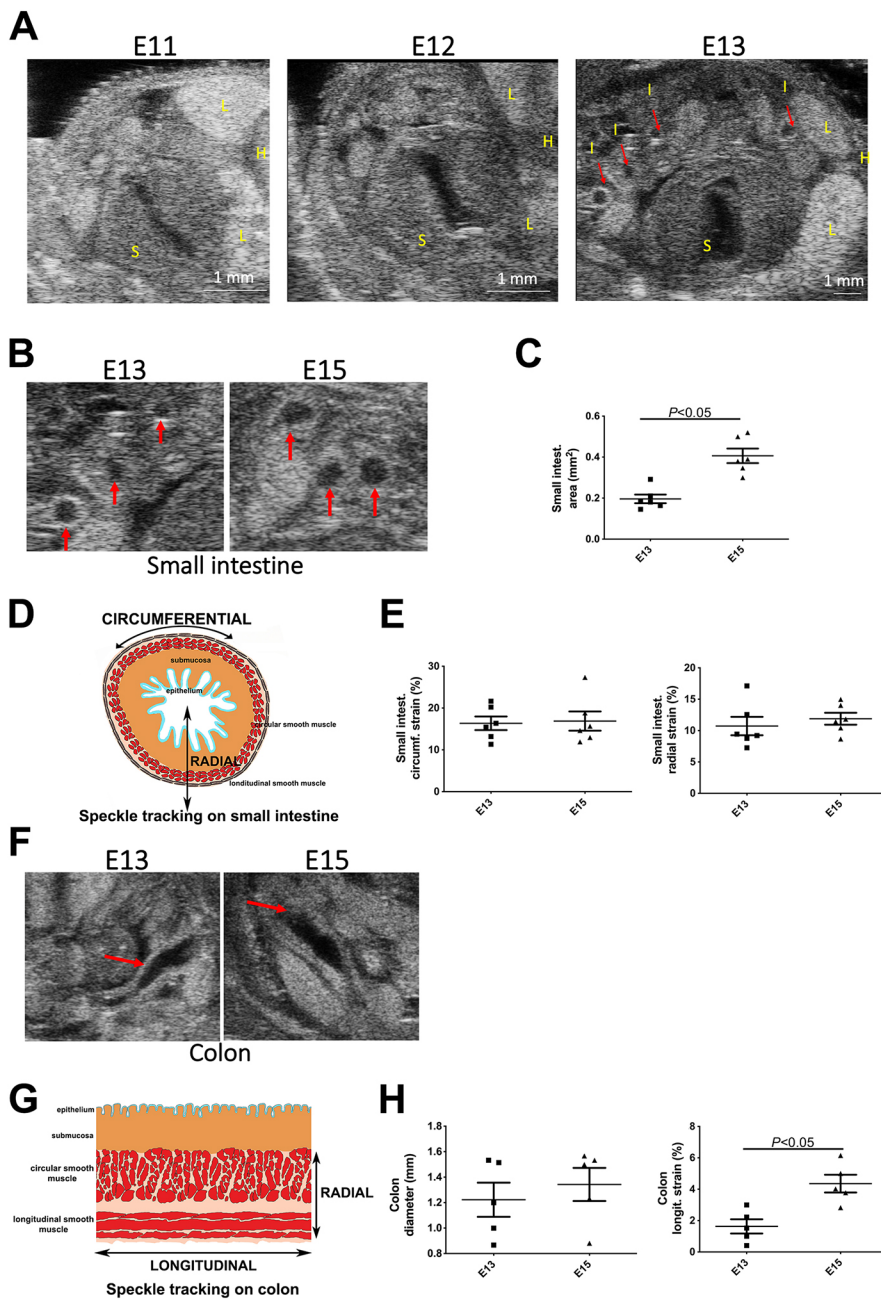 A
E11
E12
E13
L
H
S
L
1 mm
L
H
S
L
1 mm
I
I
I
I
L
H
L
S
1 mm
B
E13
E15
Small intestine
C
P<0.05
Small intest.
area (mm²)
0.6
0.4
0.2
0.0
E13
E15
D
CIRCUMFERENTIAL
submucosa
epithelium
circular smooth muscle
RADIAL
londitudinal smooth muscle
Speckle tracking on small intestine
E
Small intest.
circumf. strain (%)
30
20
10
0
E13
E15
Small intest.
radial strain (%)
20
15
10
5
0
E13
E15
F
E13
E15
Colon
G
epithelium
submucosa
circular smooth
muscle
longitudinal smooth
muscle
RADIAL
LONGITUDINAL
Speckle tracking on colon
H
Colon
diameter (mm)
1.8
1.6
1.4
1.2
1.0
0.8
E13
E15
P<0.05
Colon
longit. strain (%)
8
6
4
2
0
E13
E15